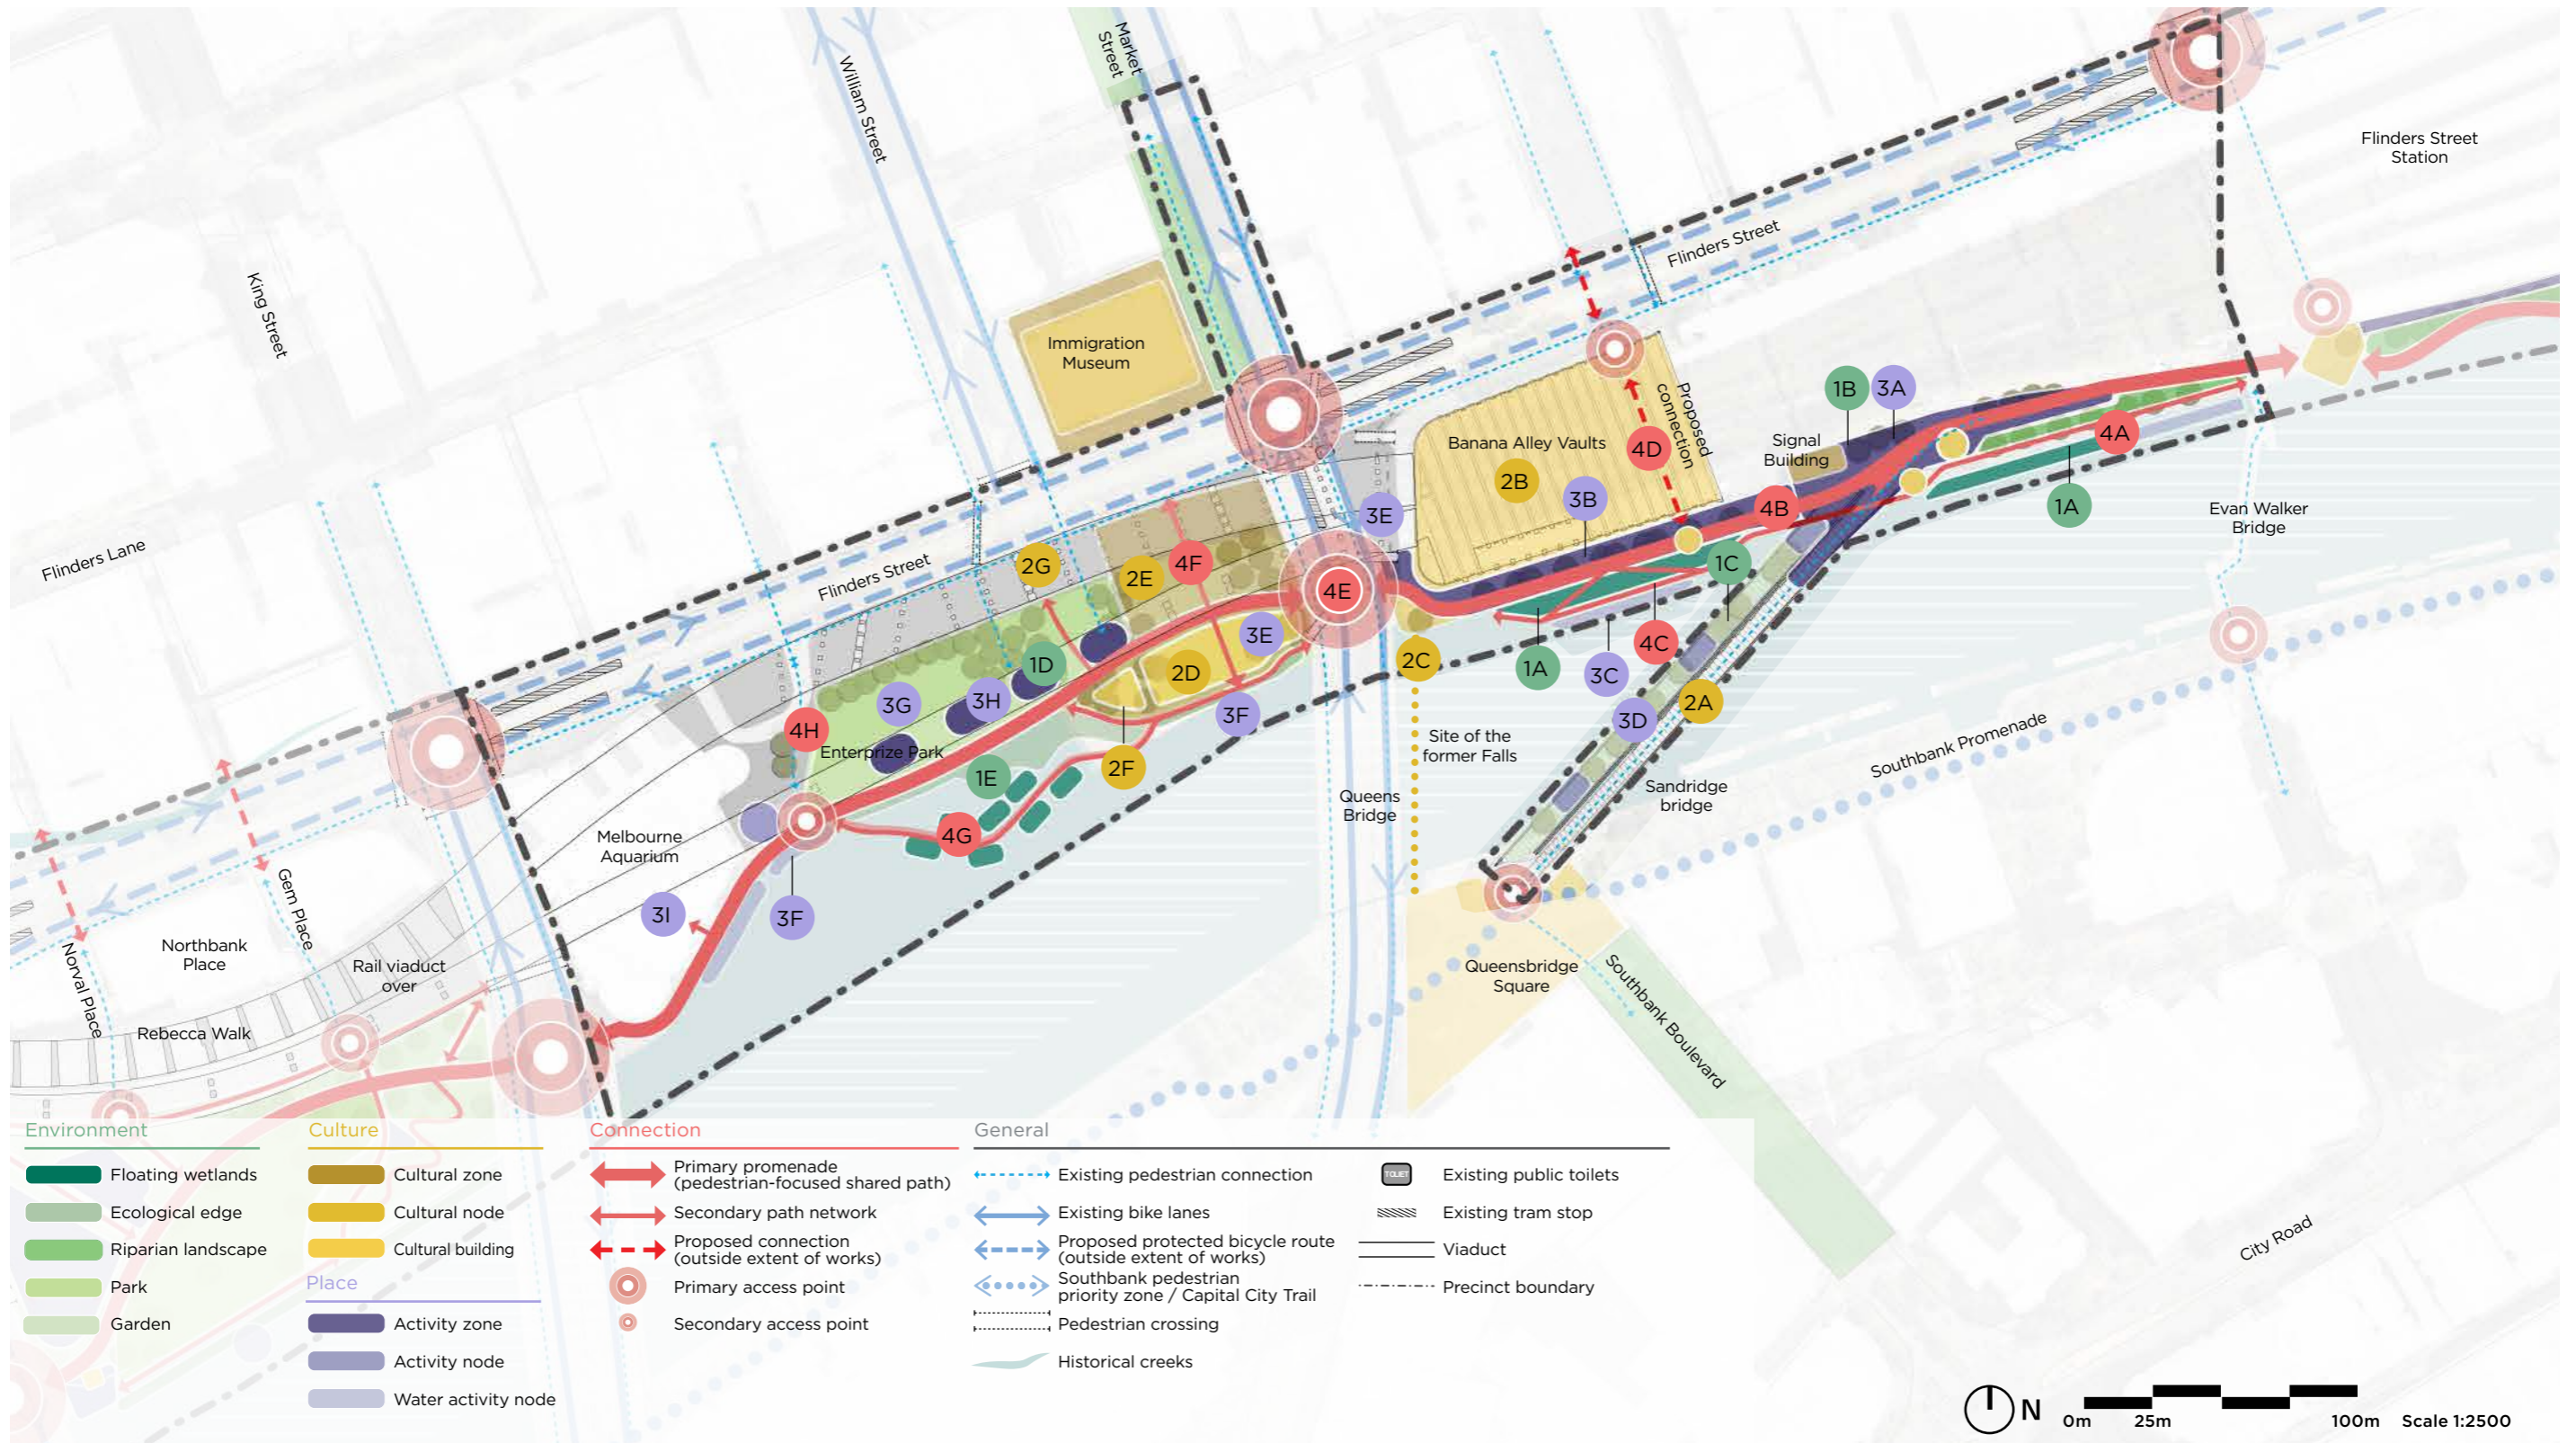 Market
Street
William Street
Flinders Street
Station
King Street
Immigration
Museum
Flinders Street
Proposed
connection
Banana Alley Vaults
4D
2B
3B
3E
Signal
Building
1B
3A
4A
4B
1A
Evan Walker
Bridge
Flinders Lane
Flinders Street
2G
2E
4F
4E
1C
3E
1D
2D
2C
1A
3C
4C
3G
3H
3F
3D
2A
4H
Enterprize Park
1E
2F
Site of the
former Falls
Southbank Promenade
Queens
Bridge
Sandridge
bridge
4G
Melbourne
Aquarium
3I
3F
Gem Place
Northbank
Place
Norval Place
Rail viaduct
over
Rebecca Walk
Queensbridge
Square
Southbank Boulevard
City Road
Environment
Floating wetlands
Ecological edge
Riparian landscape
Park
Garden
Culture
Cultural zone
Cultural node
Cultural building
Place
Activity zone
Activity node
Water activity node
Connection
Primary promenade
(pedestrian-focused shared path)
Secondary path network
Proposed connection
(outside extent of works)
Primary access point
Secondary access point
General
Existing pedestrian connection
Existing bike lanes
Proposed protected bicycle route
(outside extent of works)
Southbank pedestrian
priority zone / Capital City Trail
Pedestrian crossing
Historical creeks
TOILET
Existing public toilets
Existing tram stop
Viaduct
Precinct boundary
N
0m
25m
100m
Scale 1:2500